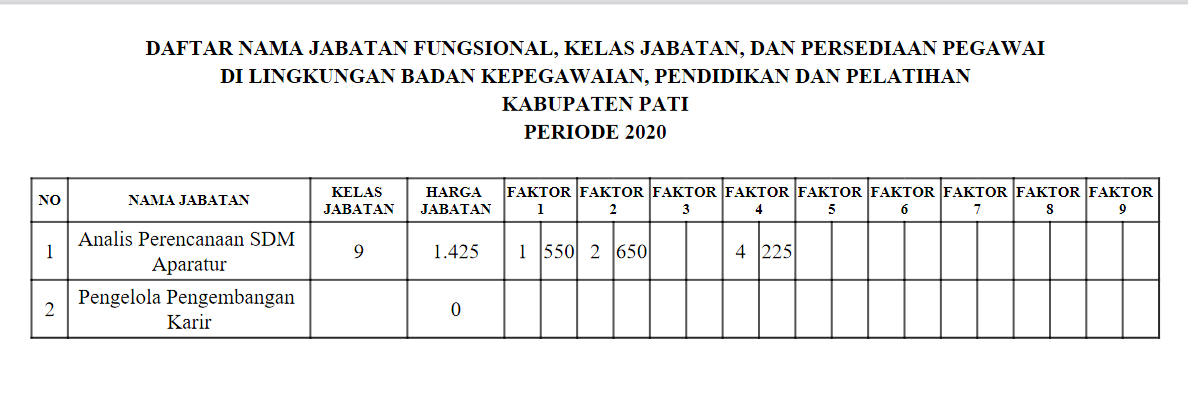 DAFTAR NAMA JABATAN FUNGSIONAL, KELAS JABATAN, DAN PERSEDIAAN PEGAWAI
DI LINGKUNGAN BADAN KEPEGAWAIAN, PENDIDIKAN DAN PELATIHAN
KABUPATEN PATI
PERIODE 2020
NO NAMA JABATAN KELAS JABATAN HARGA JABATAN FAKTOR 1 FAKTOR 2 FAKTOR 3 FAKTOR 4 FAKTOR 5 FAKTOR 6 FAKTOR 7 FAKTOR 8 FAKTOR 9
1 Analis Perencanaan SDM Aparatur 9 1.425 1 550 2 650 4 225
2 Pengelola Pengembangan Karir 0